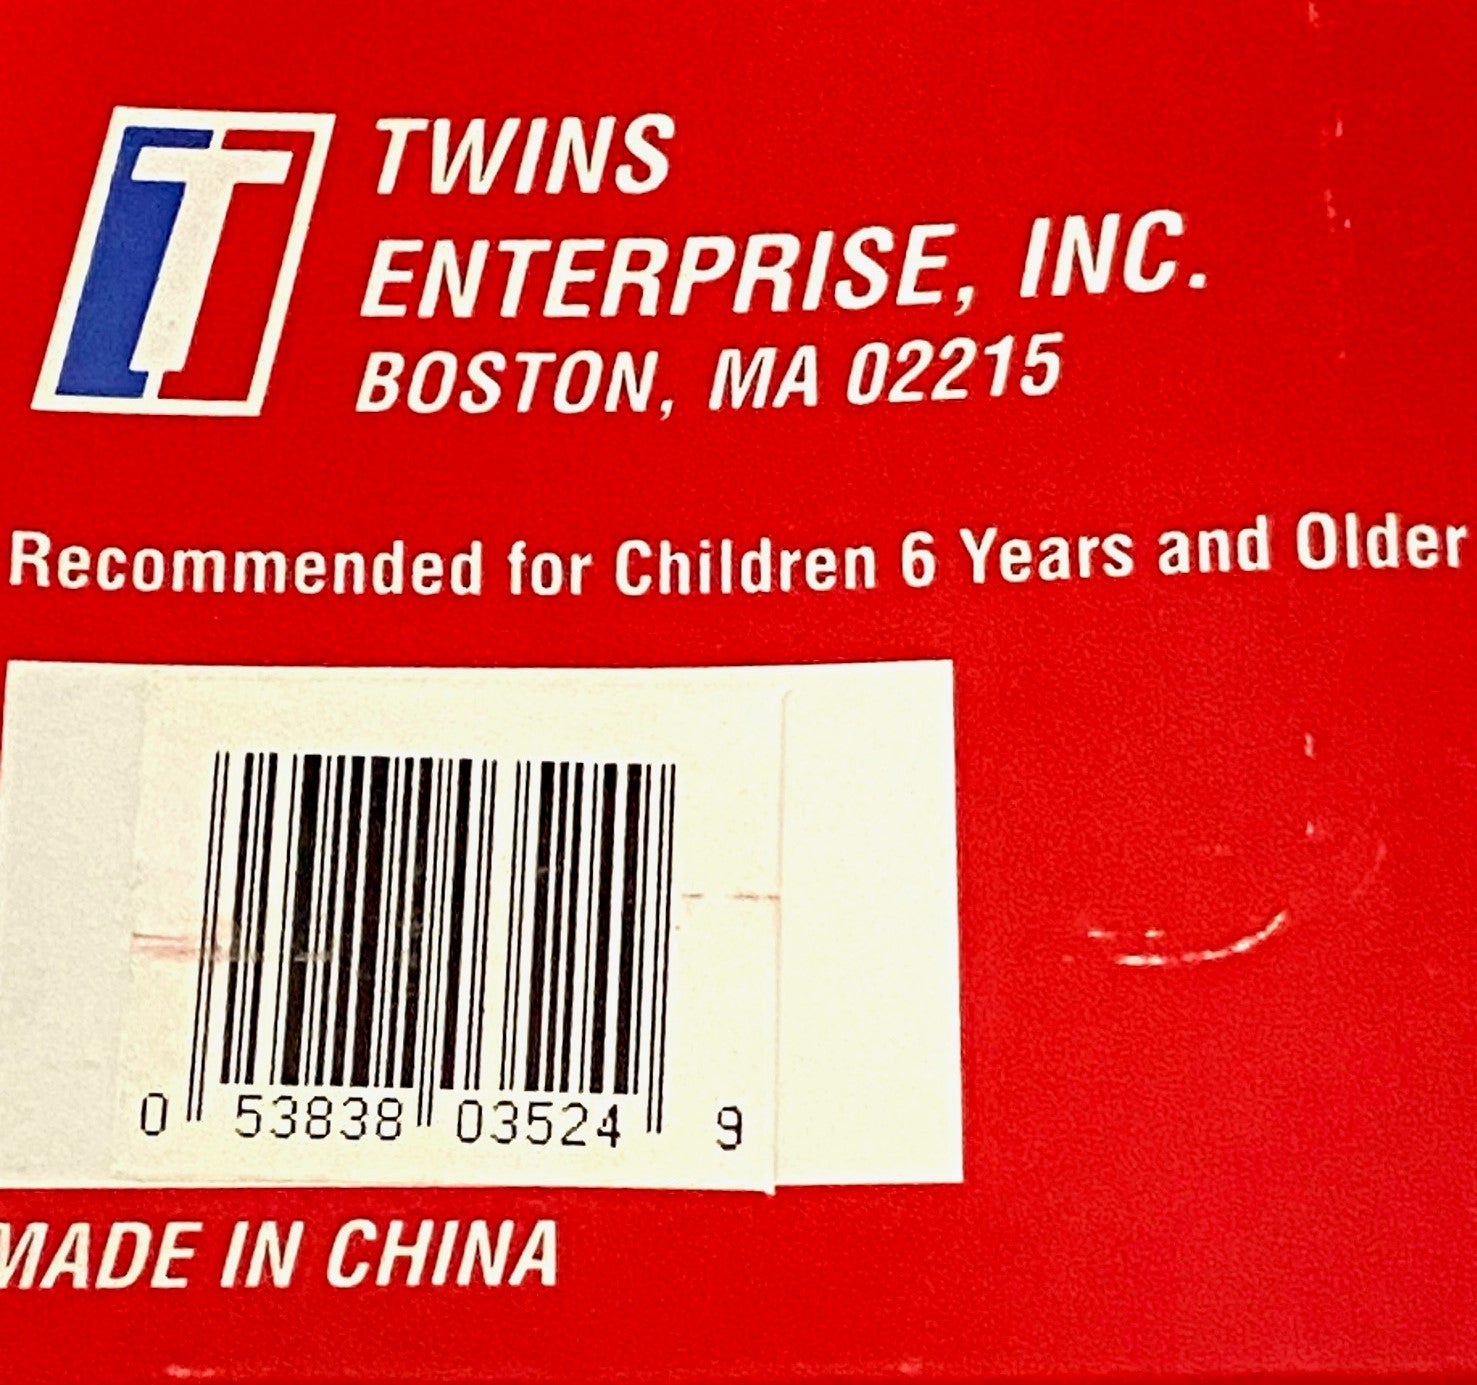 T
TWINS
ENTERPRISE, INC.
BOSTON, MA 02215
Recommended for Children 6 Years and Older
0 53838 03524 9
MADE IN CHINA